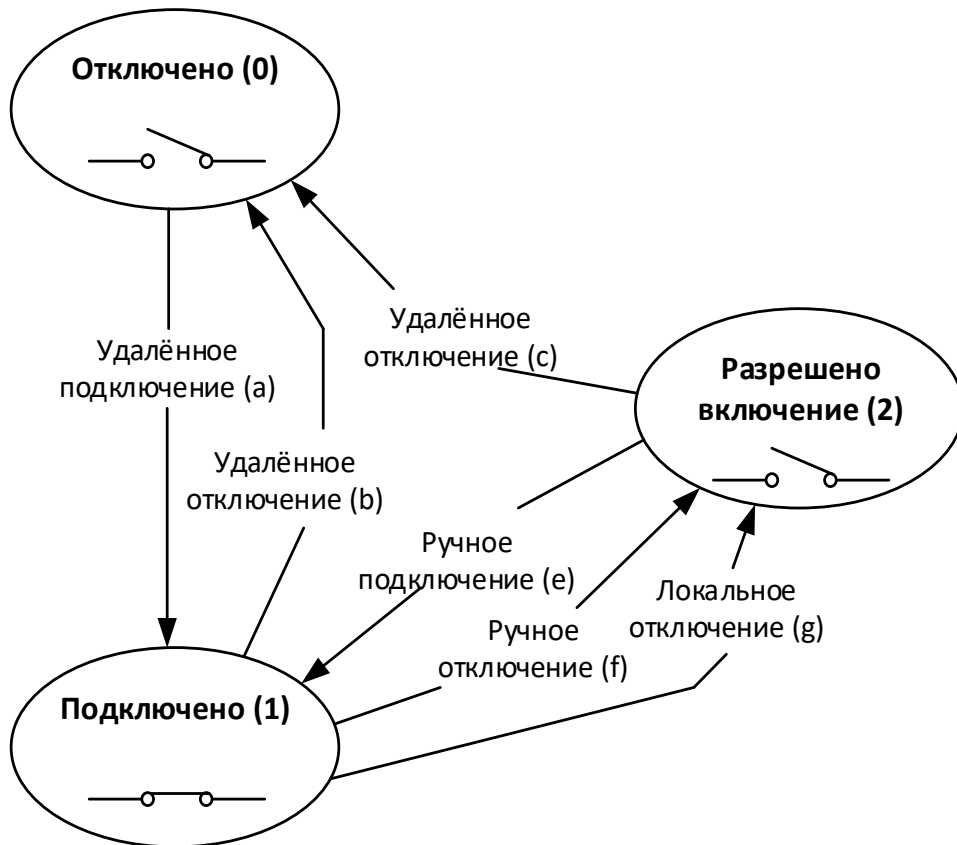 Отключено (0)
Удалённое
подключение (a)
Удалённое
отключение (c)
Разрешено
включение (2)
Удалённое
отключение (b)
Ручное
подключение (e)
Ручное
отключение (f)
Локальное
отключение (g)
Подключено (1)